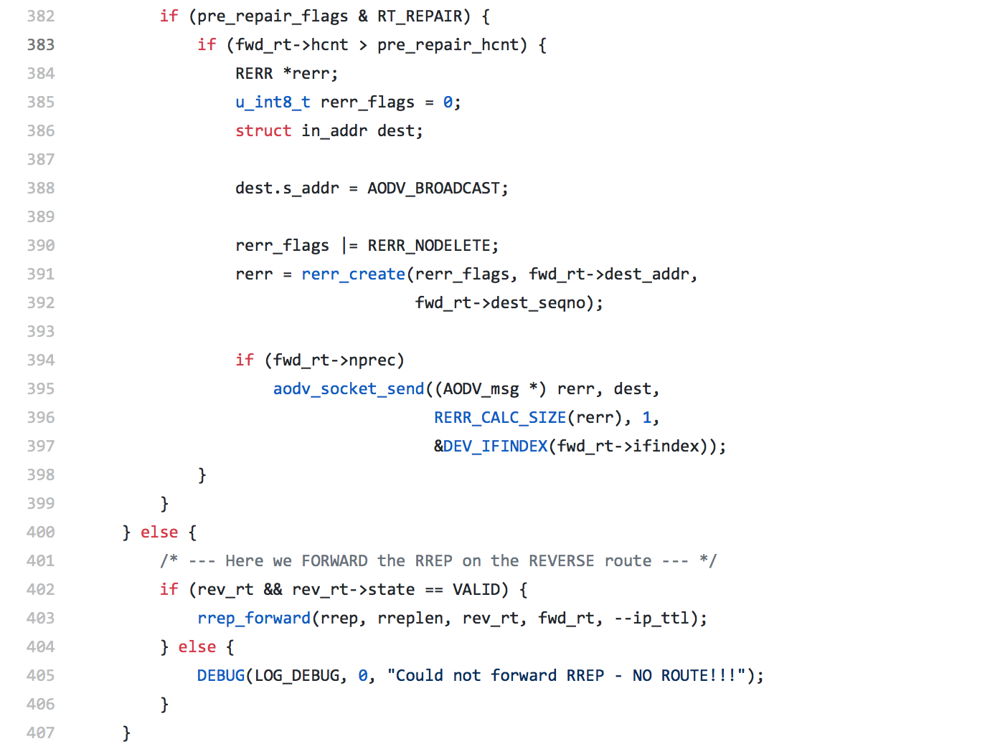 382 if (pre_repair_flags & RT_REPAIR) {
383 if (fwd_rt->hcnt > pre_repair_hcnt) {
384 RERR *rerr;
385 u_int8_t rerr_flags = 0;
386 struct in_addr dest;
387
388 dest.s_addr = AODV_BROADCAST;
389
390 rerr_flags |= RERR_NODELETE;
391 rerr = rerr_create(rerr_flags, fwd_rt->dest_addr,
392 fwd_rt->dest_seqno);
393
394 if (fwd_rt->nprec)
395 aodv_socket_send((AODV_msg *) rerr, dest,
396 RERR_CALC_SIZE(rerr), 1,
397 &DEV_IFINDEX(fwd_rt->ifindex));
398 }
399 }
400 } else {
401 /* --- Here we FORWARD the RREP on the REVERSE route --- */
402 if (rev_rt && rev_rt->state == VALID) {
403 rrep_forward(rrep, rreplen, rev_rt, fwd_rt, --ip_ttl);
404 } else {
405 DEBUG(LOG_DEBUG, 0, "Could not forward RREP - NO ROUTE!!!");
406 }
407 }